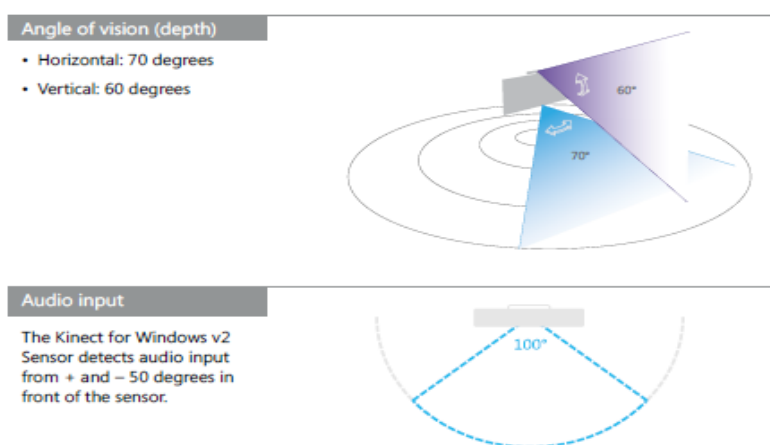 Angle of vision (depth)
• Horizontal: 70 degrees
• Vertical: 60 degrees
60°
70°
Audio input
The Kinect for Windows v2
Sensor detects audio input
from + and – 50 degrees in
front of the sensor.
100°